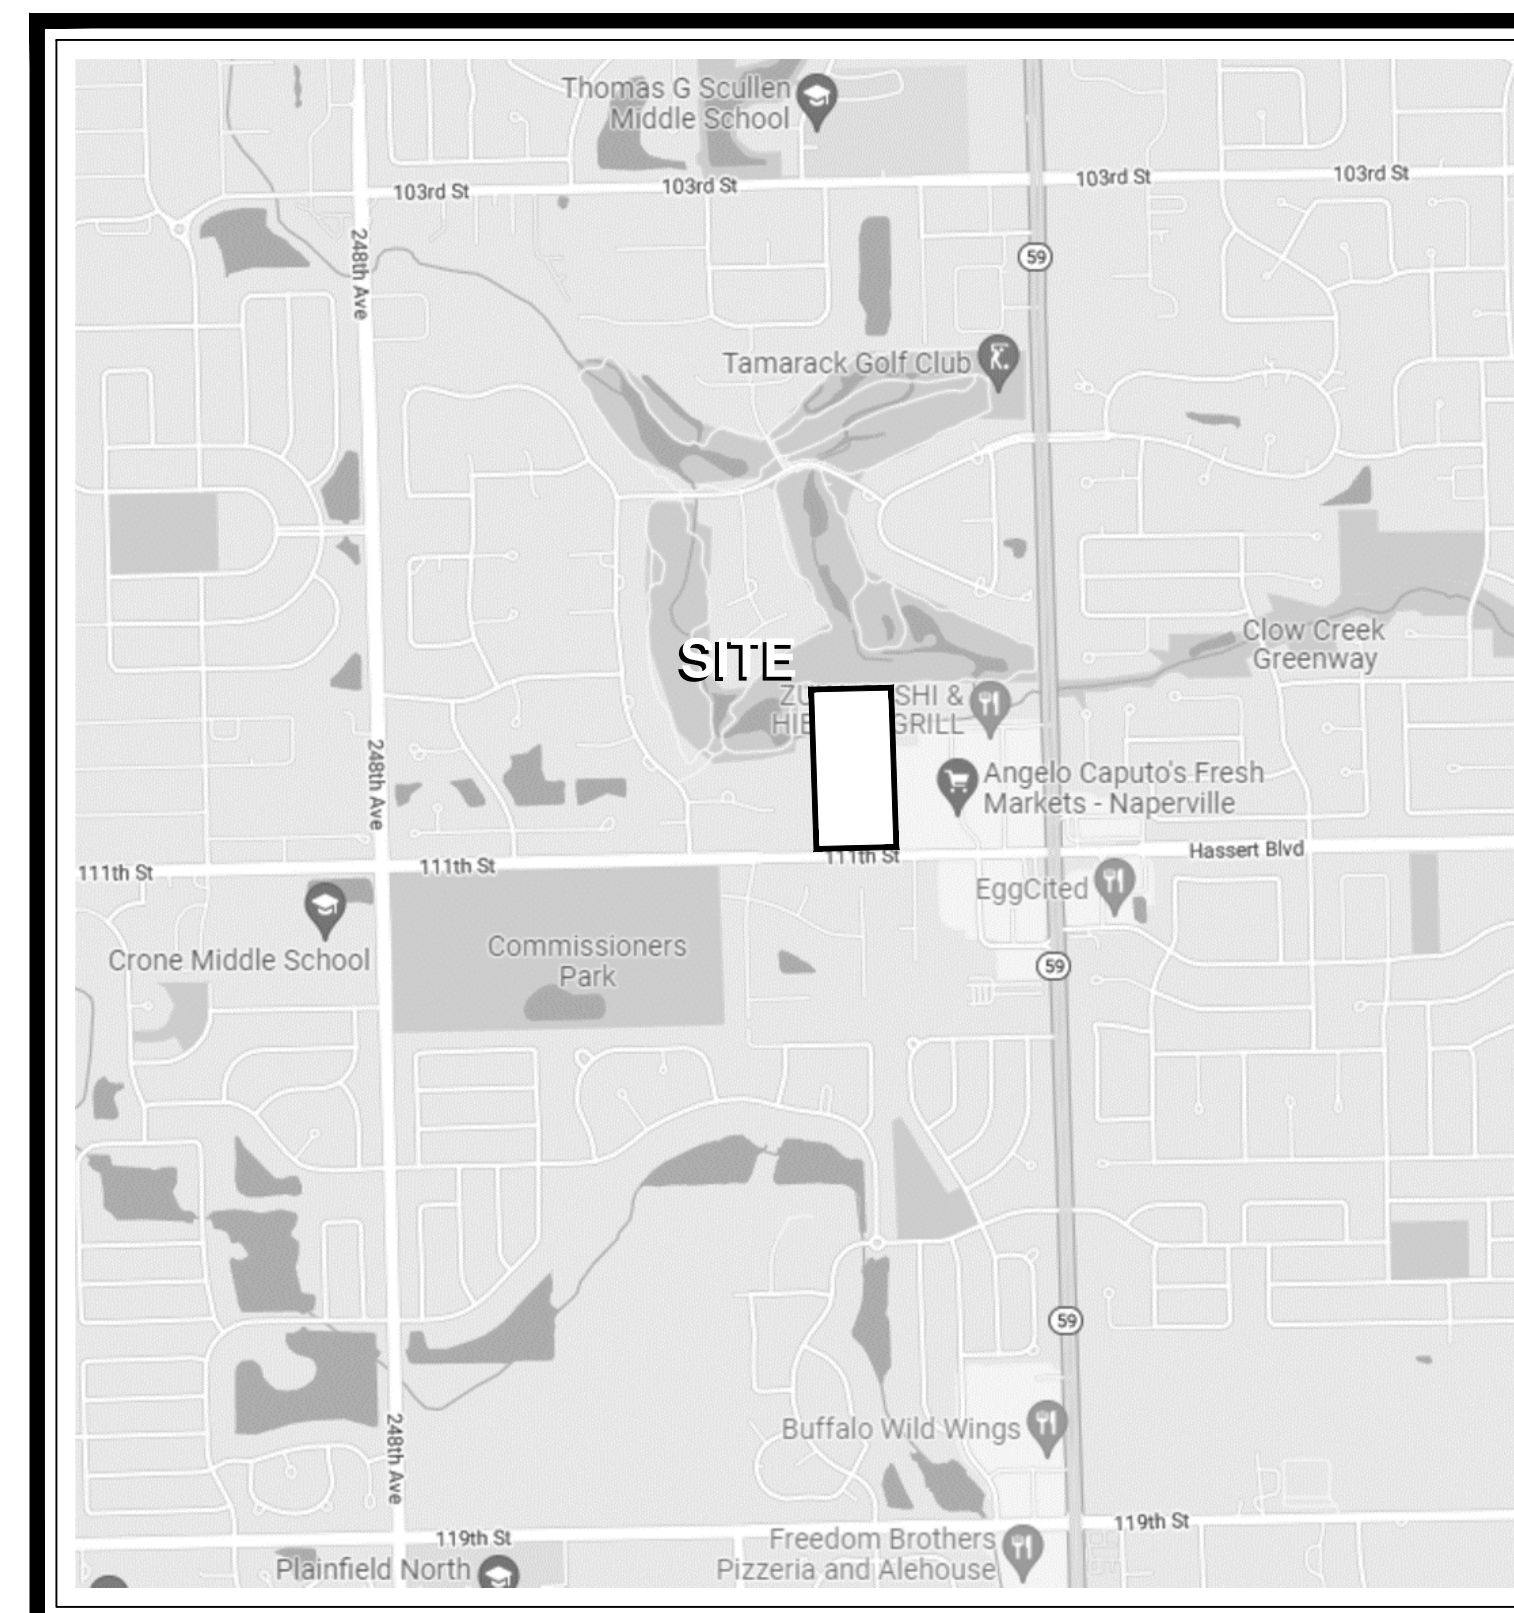 Thomas G Scullen
Middle School
103rd St
103rd St
103rd St
103rd St
248th Ave
59
Tamarack Golf Club
Clow Creek
Greenway
SITE
SHI &
GRILL
248th Ave
Angelo Caputo's Fresh
Markets - Naperville
111th St
111th St
111th St
Hassert Blvd
EggCited
Crone Middle School
Commissioners
Park
59
59
248th Ave
Buffalo Wild Wings
119th St
119th St
Freedom Brothers
Pizzeria and Alehouse
Plainfield North